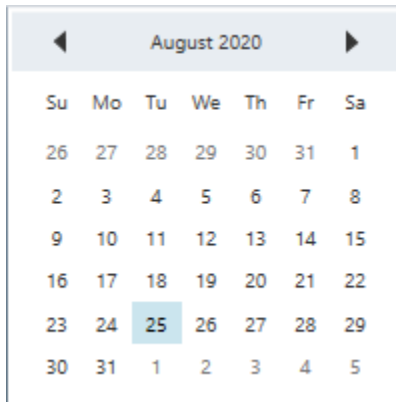 August 2020
Su Mo Tu We Th Fr Sa
26 27 28 29 30 31 1
2 3 4 5 6 7 8
9 10 11 12 13 14 15
16 17 18 19 20 21 22
23 24 25 26 27 28 29
30 31 1 2 3 4 5